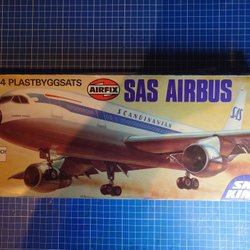 4 PLASTBYGGSATS
AIRFIX
SAS AIRBUS
SCANDINAVIAN
SAS